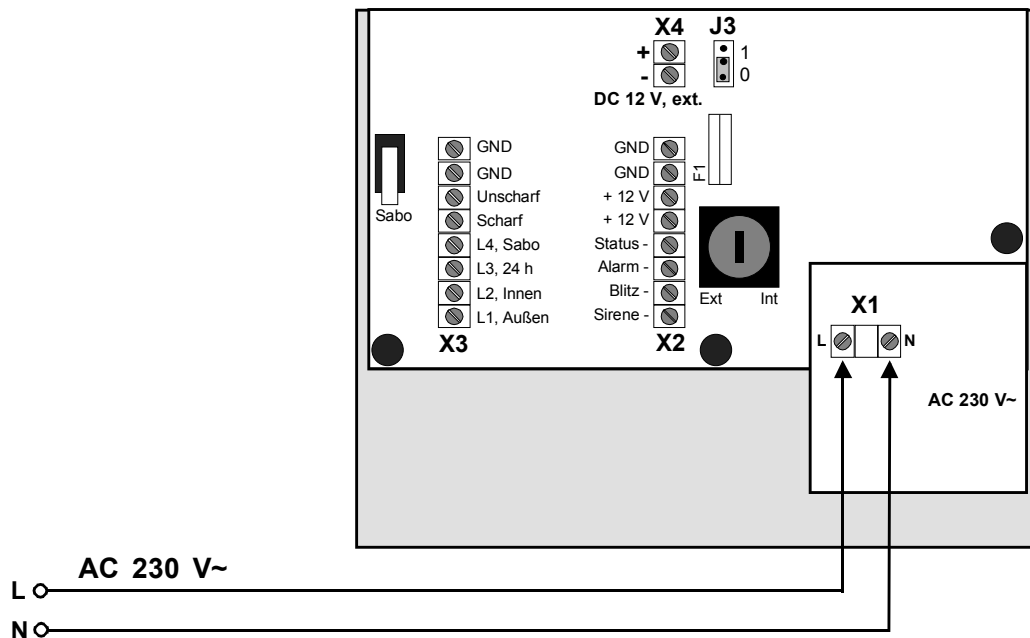 X4 J3
+ 1
- 0
DC 12 V, ext.
F1
Sabo
GND
GND
Unscharf
Scharf
L4, Sabo
L3, 24 h
L2, Innen
L1, Außen
X3
GND
GND
+ 12 V
+ 12 V
Status -
Alarm -
Blitz -
Sirene -
X2
Ext Int
X1
L N
AC 230 V~
AC 230 V~
L
N